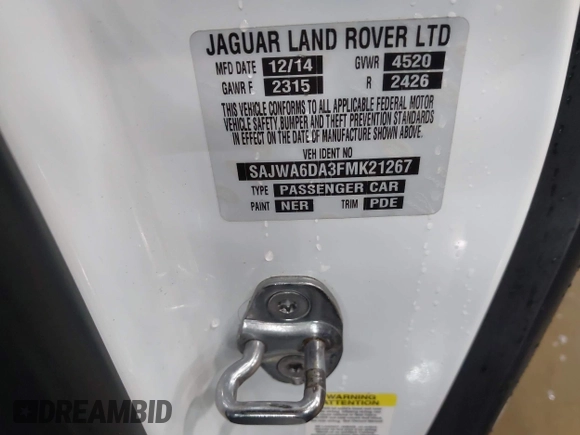 JAGUAR LAND ROVER LTD
MFD DATE 12/14 GVWR 4520
GAWR F 2315 R 2426
THIS VEHICLE CONFORMS TO ALL APPLICABLE FEDERAL MOTOR
VEHICLE SAFETY,BUMPER AND THEFT PREVENTION STANDARDS
IN EFFECT ON THE DATE OF MANUFACTURE SHOWN ABOVE.
VEH IDENT NO
SAJWA6DA3FMK21267
TYPE PASSENGER CAR
PAINT NER TRIM PDE
WARNING
ATTENTION
DREAMBID